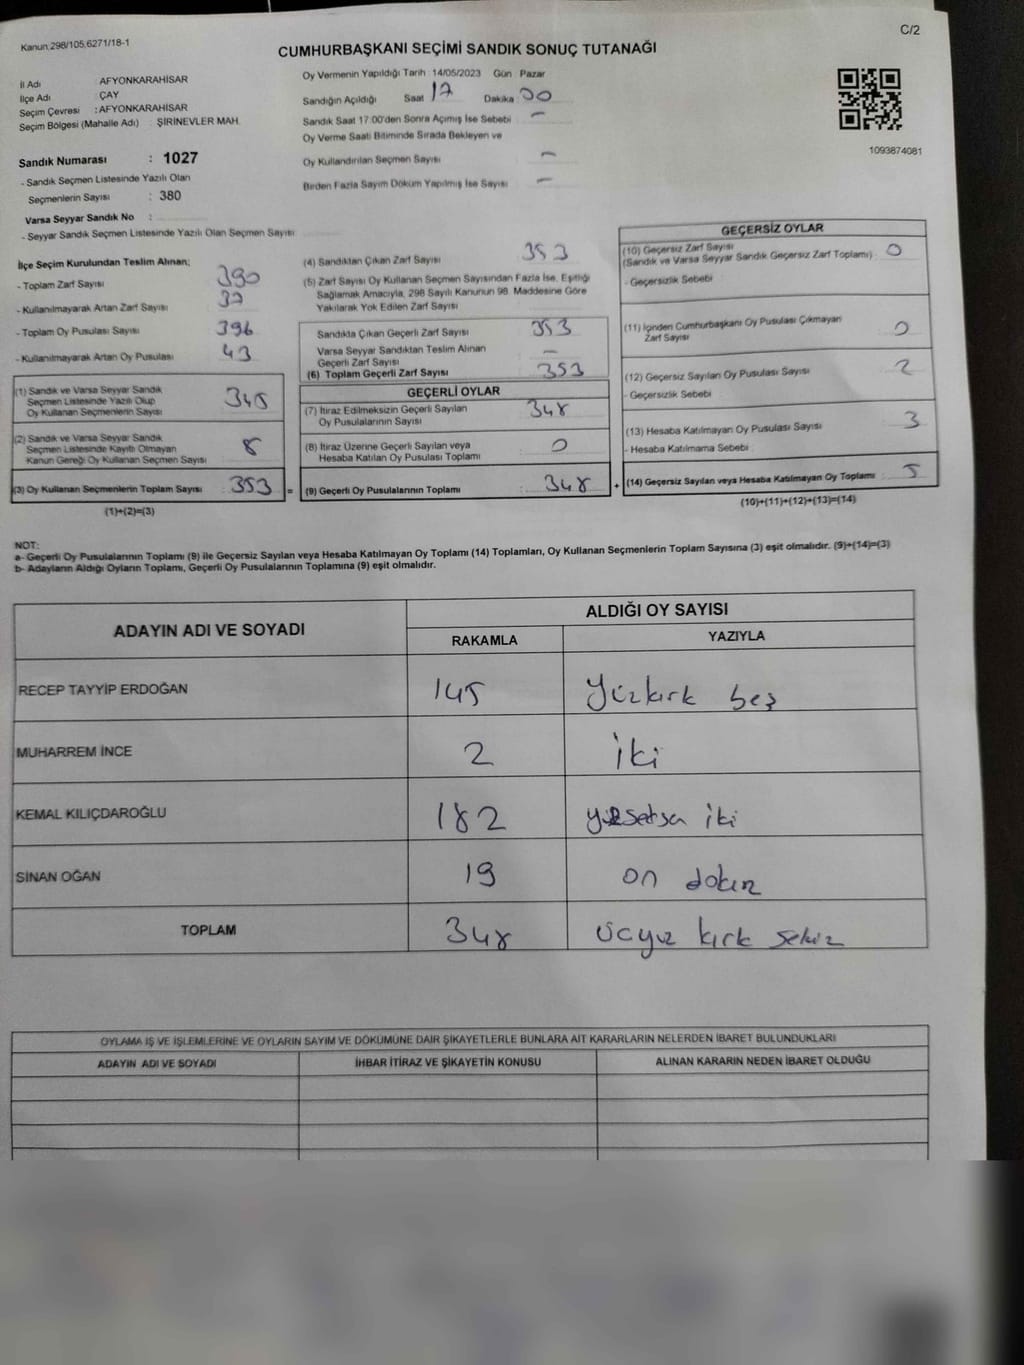 C/2
Kanun 298/105,6271/18-1
CUMHURBAŞKANI SEÇİMİ SANDIK SONUÇ TUTANAĞI
İl Adı : AFYONKARAHİSAR
İlçe Adı : ÇAY
Seçim Çevresi : AFYONKARAHİSAR
Seçim Bölgesi (Mahalle Adı) : ŞİRİNEVLER MAH.
Sandık Numarası : 1027
- Sandık Seçmen Listesinde Yazılı Olan
Seçmenlerin Sayısı : 380
Varsa Seyyar Sandık No :
- Seyyar Sandık Seçmen Listesinde Yazılı Olan Seçmen Sayısı
Oy Vermenin Yapıldığı Tarih : 14/05/2023 Gün Pazar
Sandığın Açıldığı Saat 17 Dakika 00
Sandık Saat 17:00'den Sonra Açımış İse Sebebi —
Oy Verme Saati Bitiminde Sırada Bekleyen ve
Oy Kullandırılan Seçmen Sayısı —
Birden Fazla Sayım Döküm Yapılmış İse Sayısı —
1093874081
İlçe Seçim Kurulundan Teslim Alınan;
- Toplam Zarf Sayısı 390
- Kullanılmayarak Artan Zarf Sayısı 37
- Toplam Oy Pusulası Sayısı 396
- Kullanılmayarak Artan Oy Pusulası 43
(1) Sandık ve Varsa Seyyar Sandık
Seçmen Listesinde Yazılı Olup
Oy Kullanan Seçmenlerin Sayısı 345
(2) Sandık ve Varsa Seyyar Sandık
Seçmen Listesinde Kayıtlı Olmayan
Kanun Gereği Oy Kullanan Seçmen Sayısı 8
(3) Oy Kullanan Seçmenlerin Toplam Sayısı 353 =
(1)+(2)=(3)
(4) Sandıktan Çıkan Zarf Sayısı 353
(5) Zarf Sayısı Oy Kullanan Seçmen Sayısından Fazla İse, Eşitliği
Sağlamak Amacıyla, 298 Sayılı Kanunun 98. Maddesine Göre
Yakılarak Yok Edilen Zarf Sayısı
Sandıkta Çıkan Geçerli Zarf Sayısı 353
Varsa Seyyar Sandıktan Teslim Alınan
Geçerli Zarf Sayısı —
(6) Toplam Geçerli Zarf Sayısı 353
GEÇERLİ OYLAR
(7) İtiraz Edilmeksizin Geçerli Sayılan
Oy Pusulalarının Sayısı 348
(8) İtiraz Üzerine Geçerli Sayılan veya
Hesaba Katılan Oy Pusulası Toplamı 0
(9) Geçerli Oy Pusulalarının Toplamı : 348 +
GEÇERSİZ OYLAR
(10) Geçersiz Zarf Sayısı
(Sandık ve Varsa Seyyar Sandık Geçersiz Zarf Toplamı) : 0
- Geçersizlik Sebebi
(11) İçinden Cumhurbaşkanı Oy Pusulası Çıkmayan
Zarf Sayısı 0
(12) Geçersiz Sayılan Oy Pusulası Sayısı 2
- Geçersizlik Sebebi
(13) Hesaba Katılmayan Oy Pusulası Sayısı 3
- Hesaba Katılmama Sebebi
(14) Geçersiz Sayılan veya Hesaba Katılmayan Oy Toplamı : 5
(10)+(11)+(12)+(13)=(14)
NOT:
a- Geçerli Oy Pusulalarının Toplamı (9) ile Geçersiz Sayılan veya Hesaba Katılmayan Oy Toplamı (14) Toplamları, Oy Kullanan Seçmenlerin Toplam Sayısına (3) eşit olmalıdır. (9)+(14)=(3)
b- Adayların Aldığı Oyların Toplamı, Geçerli Oy Pusulalarının Toplamına (9) eşit olmalıdır.
ADAYIN ADI VE SOYADI
ALDIĞI OY SAYISI
RAKAMLA YAZIYLA
RECEP TAYYİP ERDOĞAN 145 Yüzkırk beş
MUHARREM İNCE 2 iki
KEMAL KILIÇDAROĞLU 182 yüzseksa iki
SİNAN OĞAN 19 on dokuz
TOPLAM 348 üçyüz kırk sekiz
OYLAMA İŞ VE İŞLEMLERİNE VE OYLARIN SAYIM VE DÖKÜMÜNE DAİR ŞİKAYETLERLE BUNLARA AİT KARARLARIN NELERDEN İBARET BULUNDUKLARI
ADAYIN ADI VE SOYADI İHBAR İTİRAZ VE ŞİKAYETİN KONUSU ALINAN KARARIN NEDEN İBARET OLDUĞU